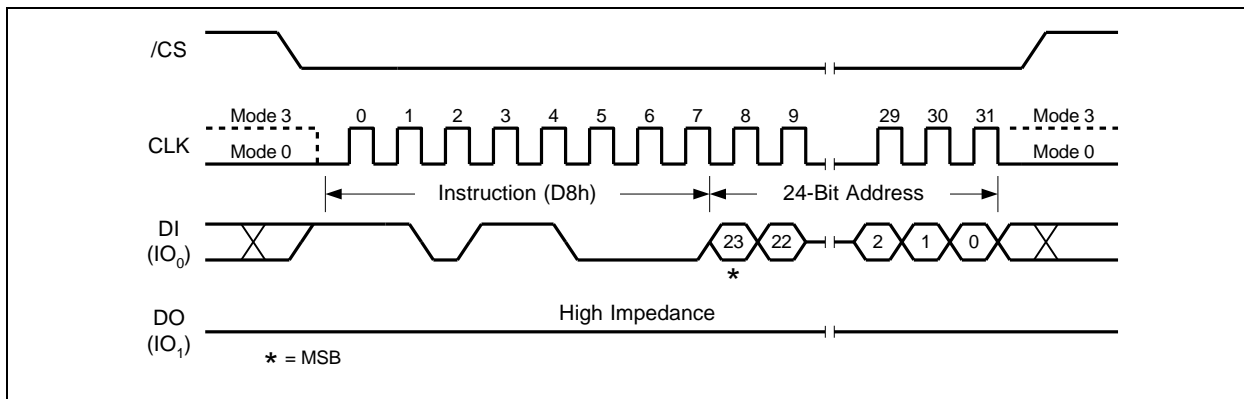 /CS
Mode 3 0 1 2 3 4 5 6 7 8 9 29 30 31 Mode 3
CLK
Mode 0 Mode 0
Instruction (D8h) 24-Bit Address
DI
(IO0) 23 22 2 1 0
*
DO High Impedance
(IO1)
* = MSB